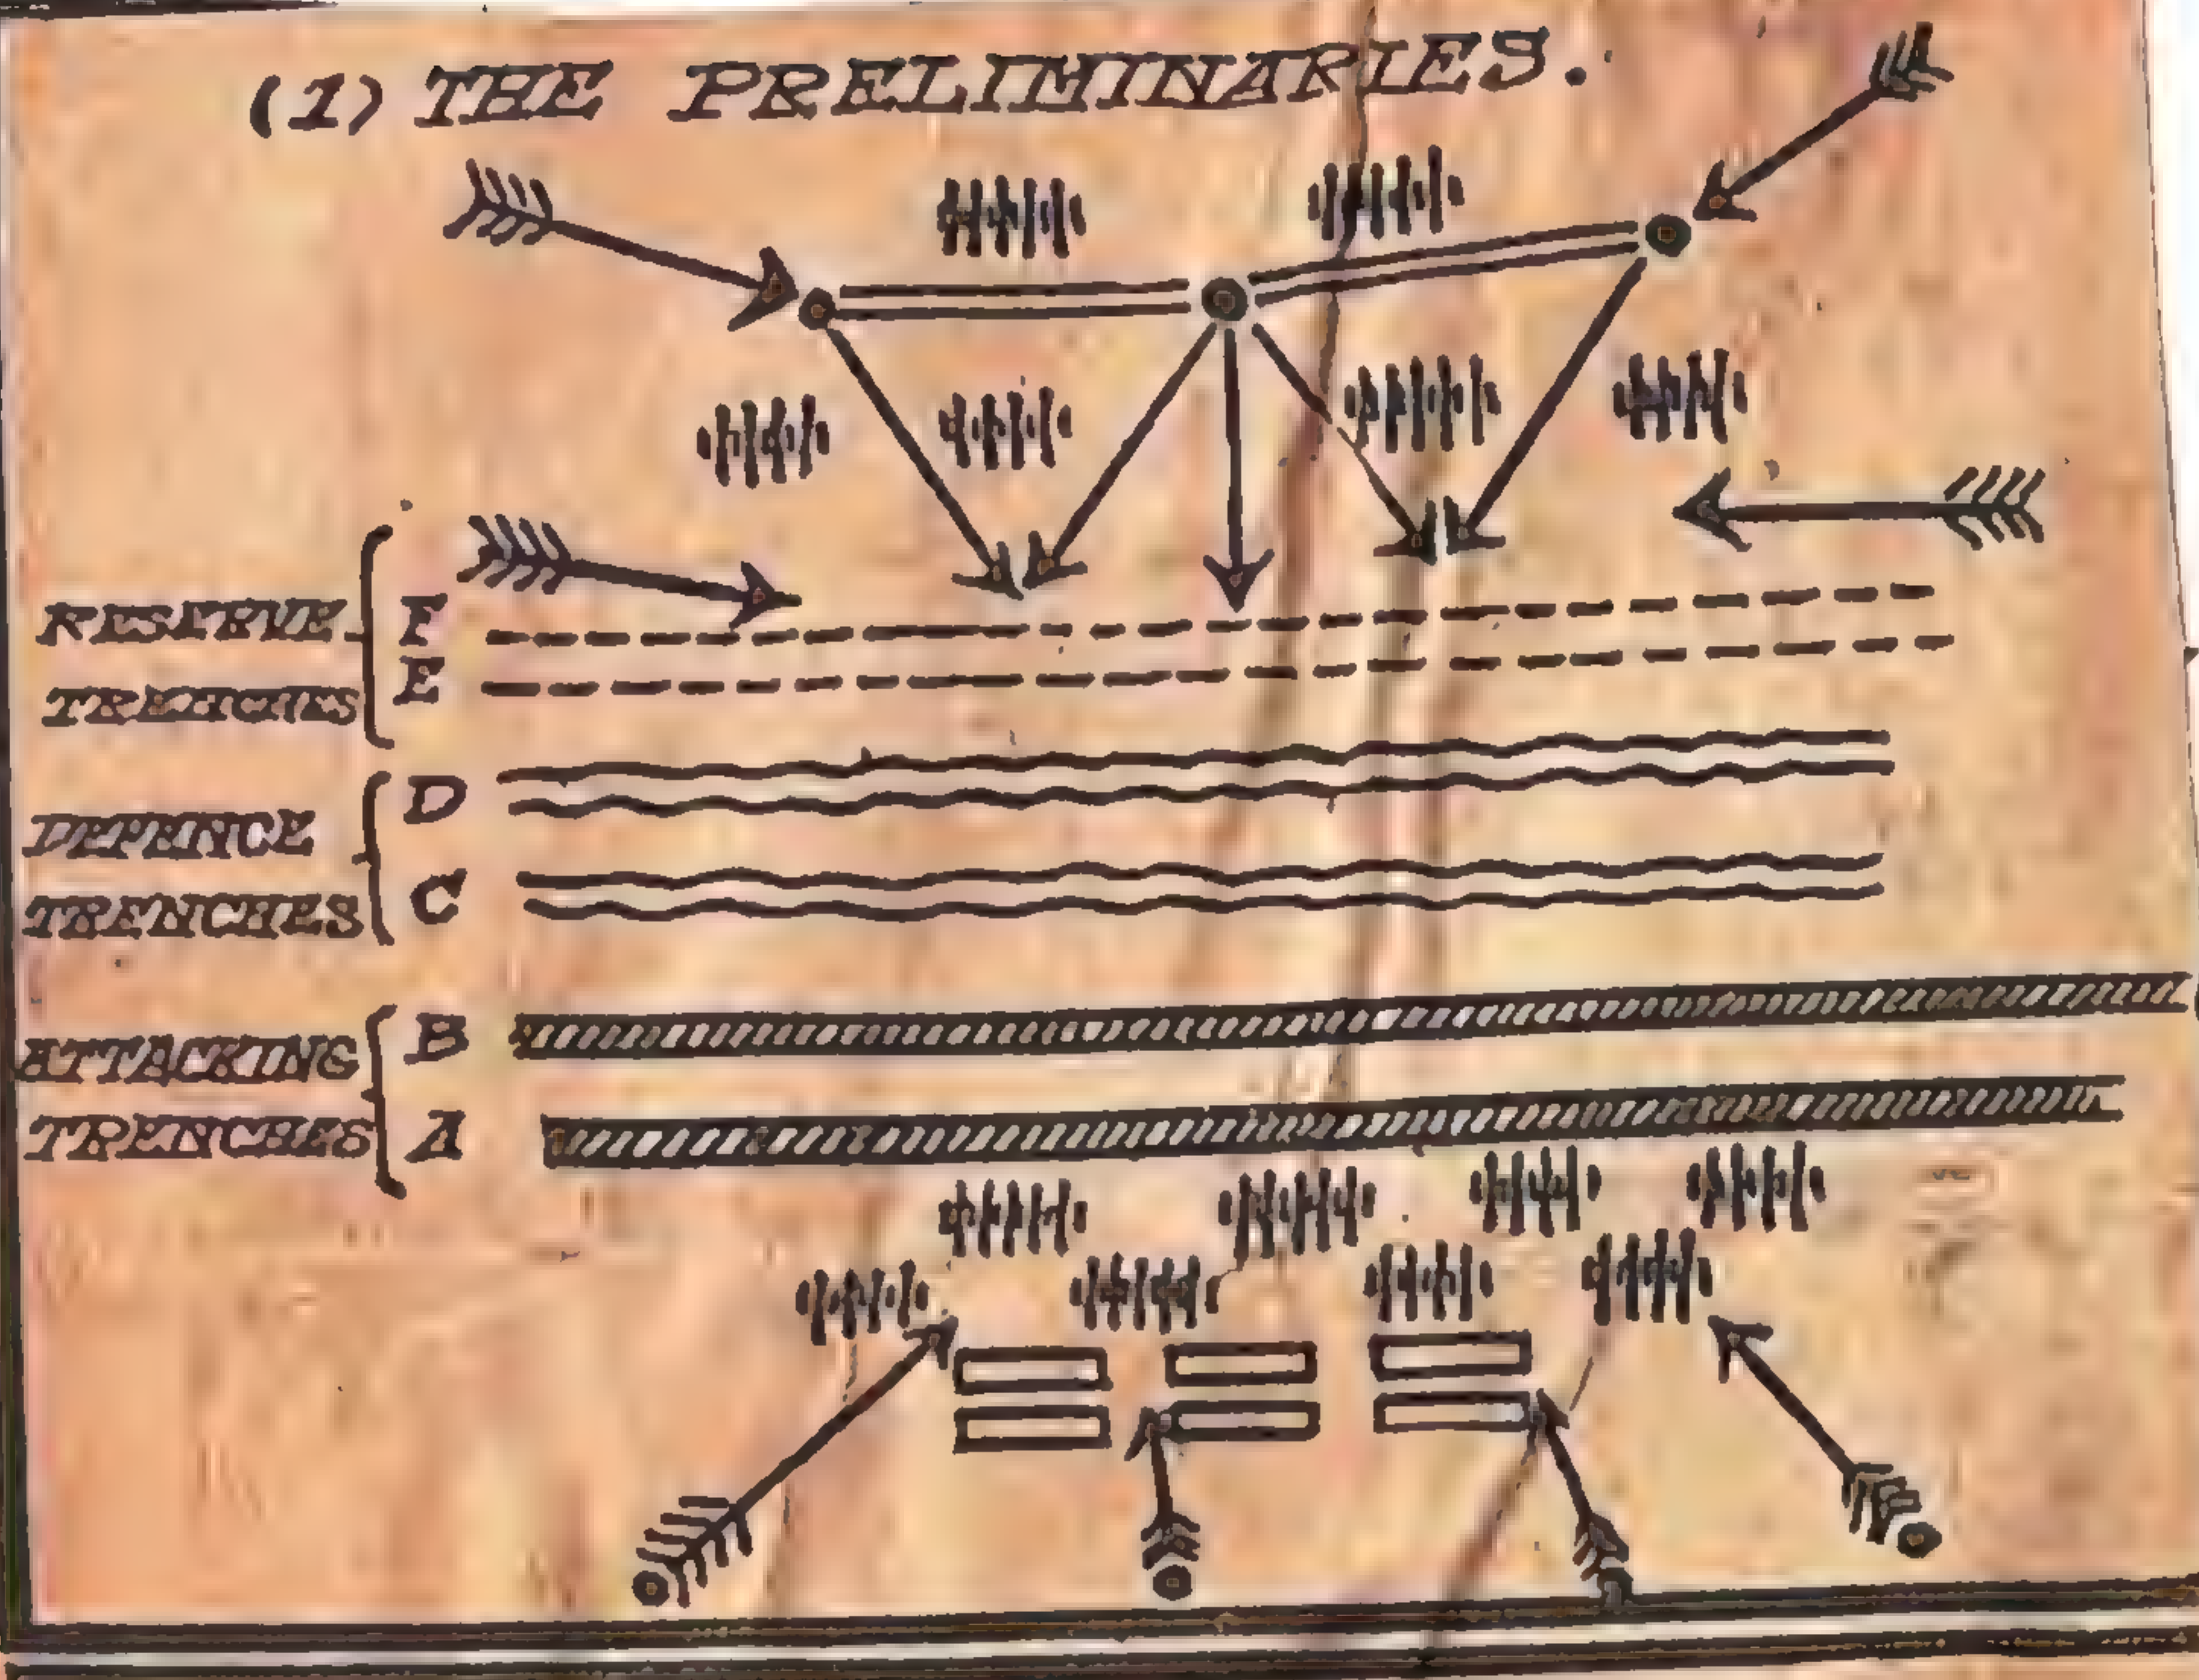 (1) THE PRELIMINARIES.
RESERVE
TRENCHES
F
E
DEFENCE
TRENCHES
D
C
ATTACKING
TRENCHES
B
A